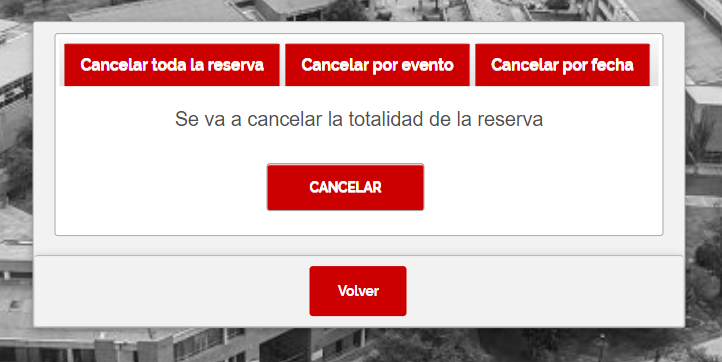 Cancelar toda la reserva
Cancelar por evento
Cancelar por fecha
Se va a cancelar la totalidad de la reserva
CANCELAR
Volver